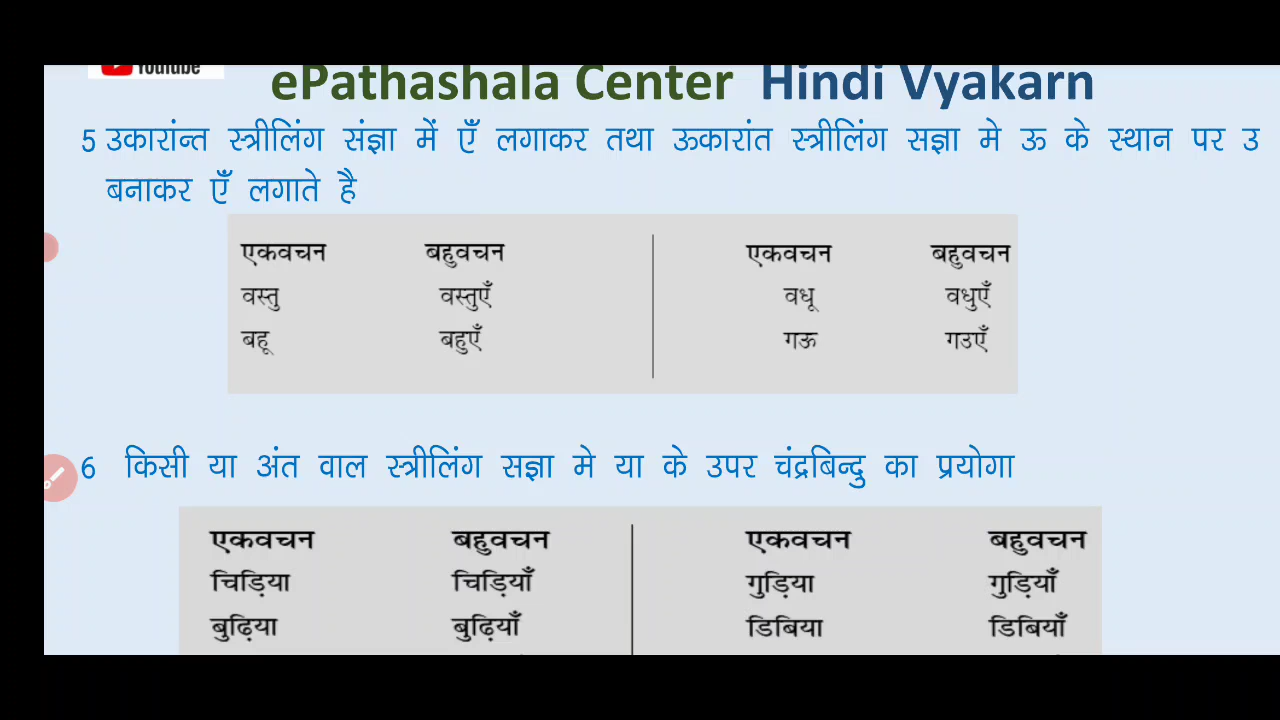 YouTube
ePathashala Center Hindi Vyakarn
5 उकारांन्त स्त्रीलिंग संज्ञा में एँ लगाकर तथा ऊकारांत स्त्रीलिंग सज्ञा मे ऊ के स्थान पर उ
बनाकर एँ लगाते है
एकवचन बहुवचन एकवचन बहुवचन
वस्तु वस्तुएँ वधू वधुएँ
बहू बहुएँ गऊ गउएँ
6 किसी या अंत वाल स्त्रीलिंग सज्ञा मे या के उपर चंद्रबिन्दु का प्रयोगा
एकवचन बहुवचन एकवचन बहुवचन
चिड़िया चिड़ियाँ गुड़िया गुड़ियाँ
बुढ़िया बुढ़ियाँ डिबिया डिबियाँ